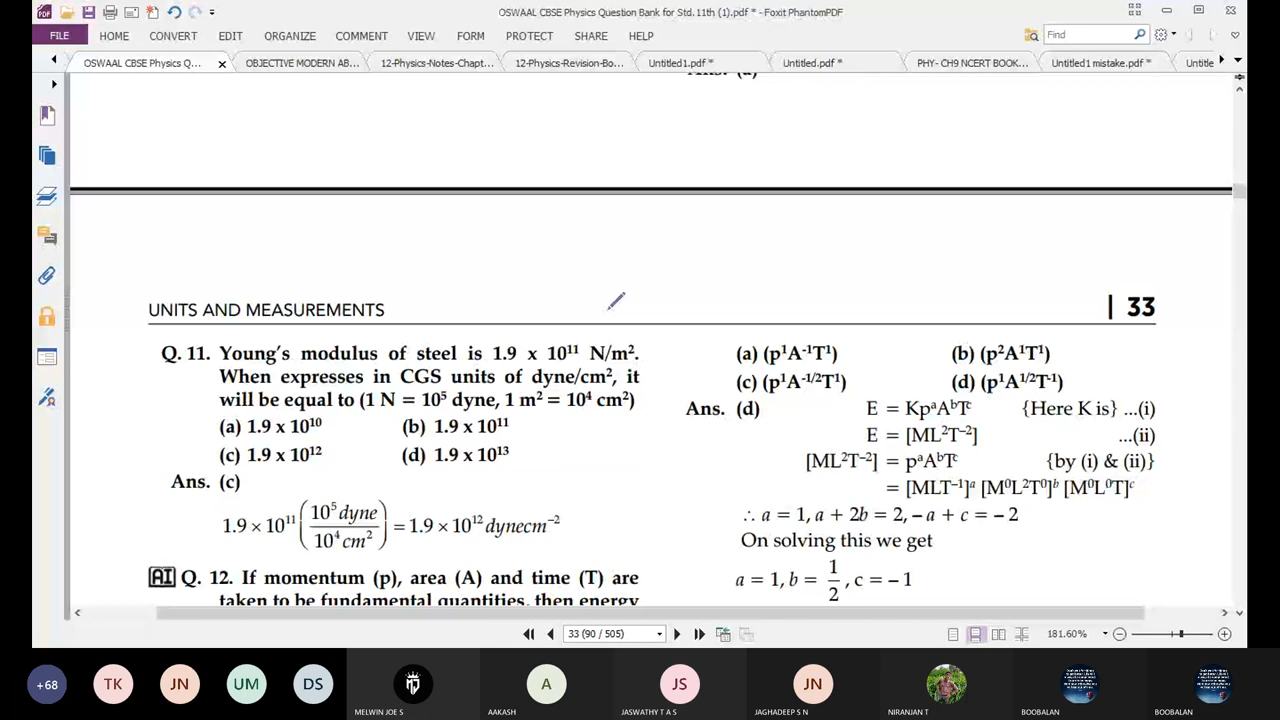 OSWAAL CBSE Physics Question Bank for Std. 11th (1).pdf * - Foxit PhantomPDF
FILE HOME CONVERT EDIT ORGANIZE COMMENT VIEW FORM PROTECT SHARE HELP Find
OSWAAL CBSE Physics Q... x OBJECTIVE MODERN AB... 12-Physics-Notes-Chapt... 12-Physics-Revision-Bo... Untitled1.pdf * Untitled.pdf * PHY- CH9 NCERT BOOK... Untitled1 mistake.pdf * Untitle
Ans. (d)
UNITS AND MEASUREMENTS | 33
Q. 11. Young's modulus of steel is 1.9 x 10¹¹ N/m².
When expresses in CGS units of dyne/cm², it
will be equal to (1 N = 10⁵ dyne, 1 m² = 10⁴ cm²)
(a) 1.9 x 10¹⁰ (b) 1.9 x 10¹¹
(c) 1.9 x 10¹² (d) 1.9 x 10¹³
Ans. (c)
1.9 × 10¹¹ (10⁵ dyne / 10⁴ cm²) = 1.9 × 10¹² dynecm⁻²
AI Q. 12. If momentum (p), area (A) and time (T) are
taken to be fundamental quantities, then energy
(a) (p¹A⁻¹T¹) (b) (p²A¹T¹)
(c) (p¹A⁻¹/²T¹) (d) (p¹A¹/²T⁻¹)
Ans. (d) E = KpᵃAᵇTᶜ {Here K is} ...(i)
E = [ML²T⁻²] ...(ii)
[ML²T⁻²] = pᵃAᵇTᶜ {by (i) & (ii)}
= [MLT⁻¹]ᵃ [M⁰L²T⁰]ᵇ [M⁰L⁰T]ᶜ
∴ a = 1, a + 2b = 2, – a + c = – 2
On solving this we get
a = 1, b = 1/2, c = – 1
33 (90 / 505) 181.60%
+68 TK JN UM DS A JS JN
MELWIN JOE S AAKASH JASWATHY T A S JAGHADEEP S N NIRANJAN T BOOBALAN BOOBALAN